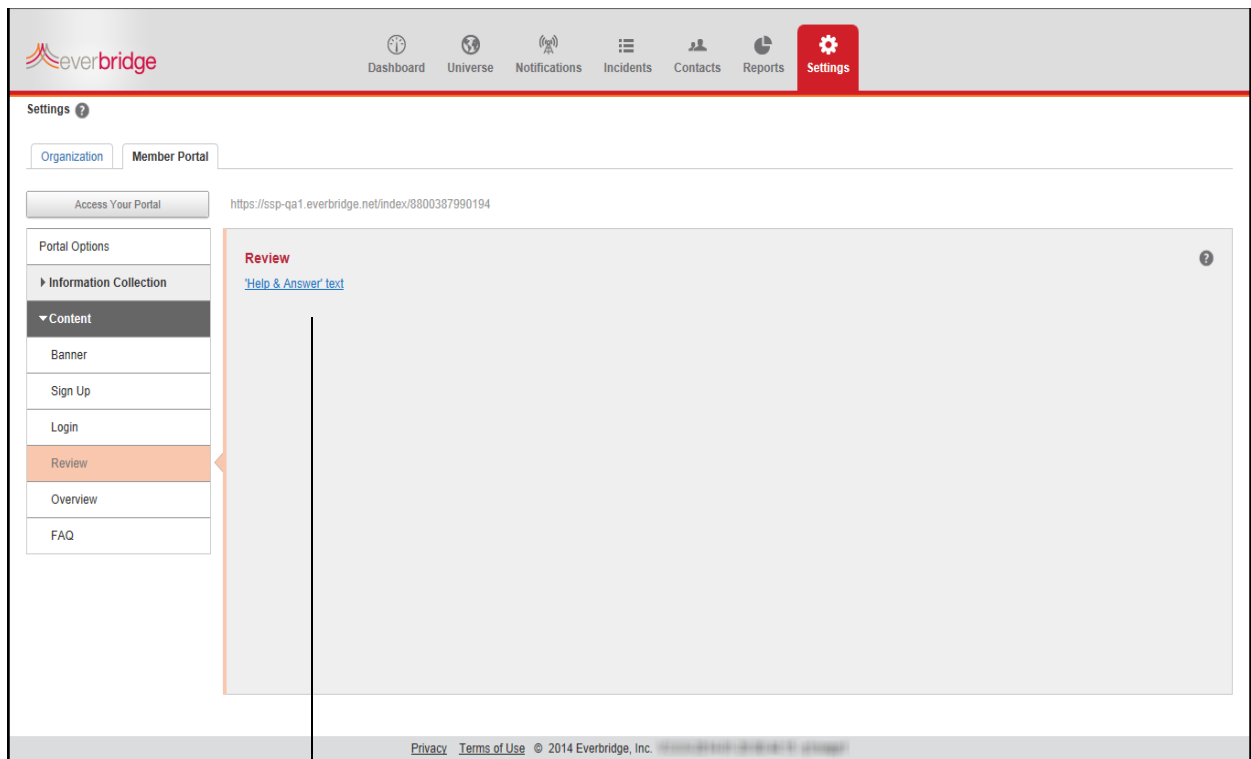 everbridge
Dashboard Universe Notifications Incidents Contacts Reports Settings
Settings ?
Organization Member Portal
Access Your Portal https://ssp-qa1.everbridge.net/index/8800387990194
Portal Options
Information Collection
Content
Banner
Sign Up
Login
Review
Overview
FAQ
Review ?
'Help & Answer' text
Privacy Terms of Use © 2014 Everbridge, Inc.